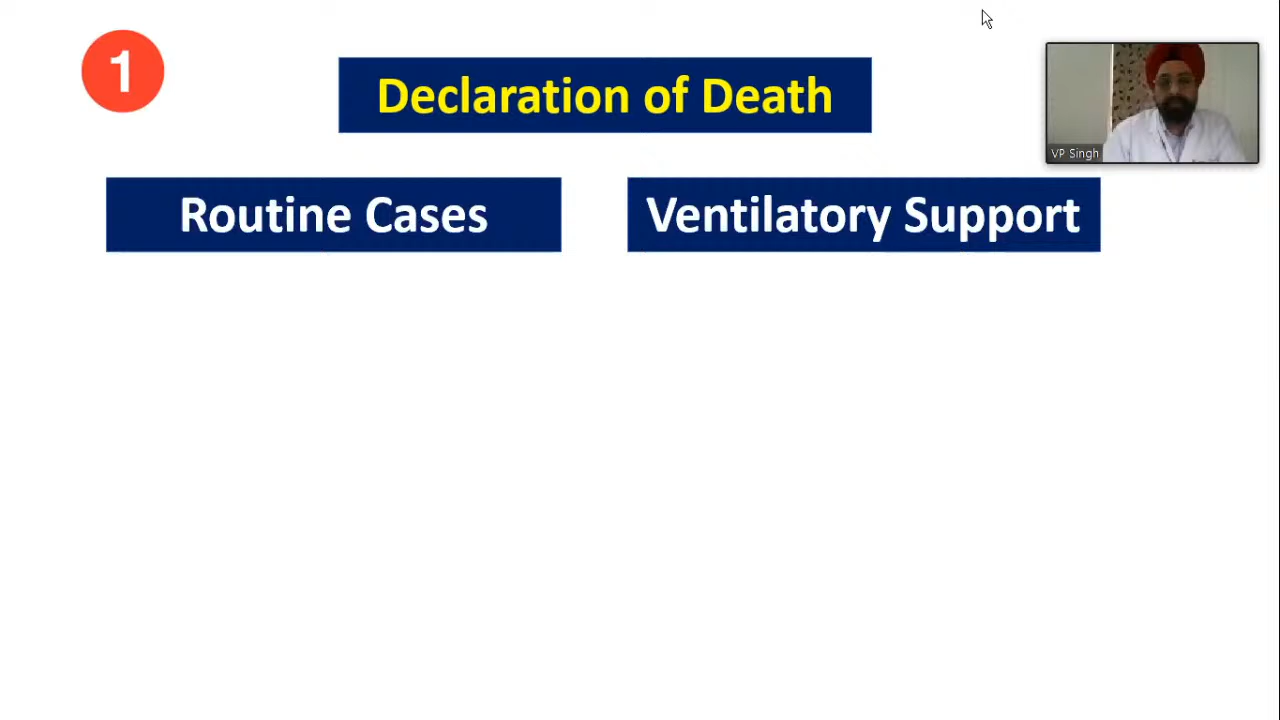 1
Declaration of Death
VP Singh
Routine Cases
Ventilatory Support